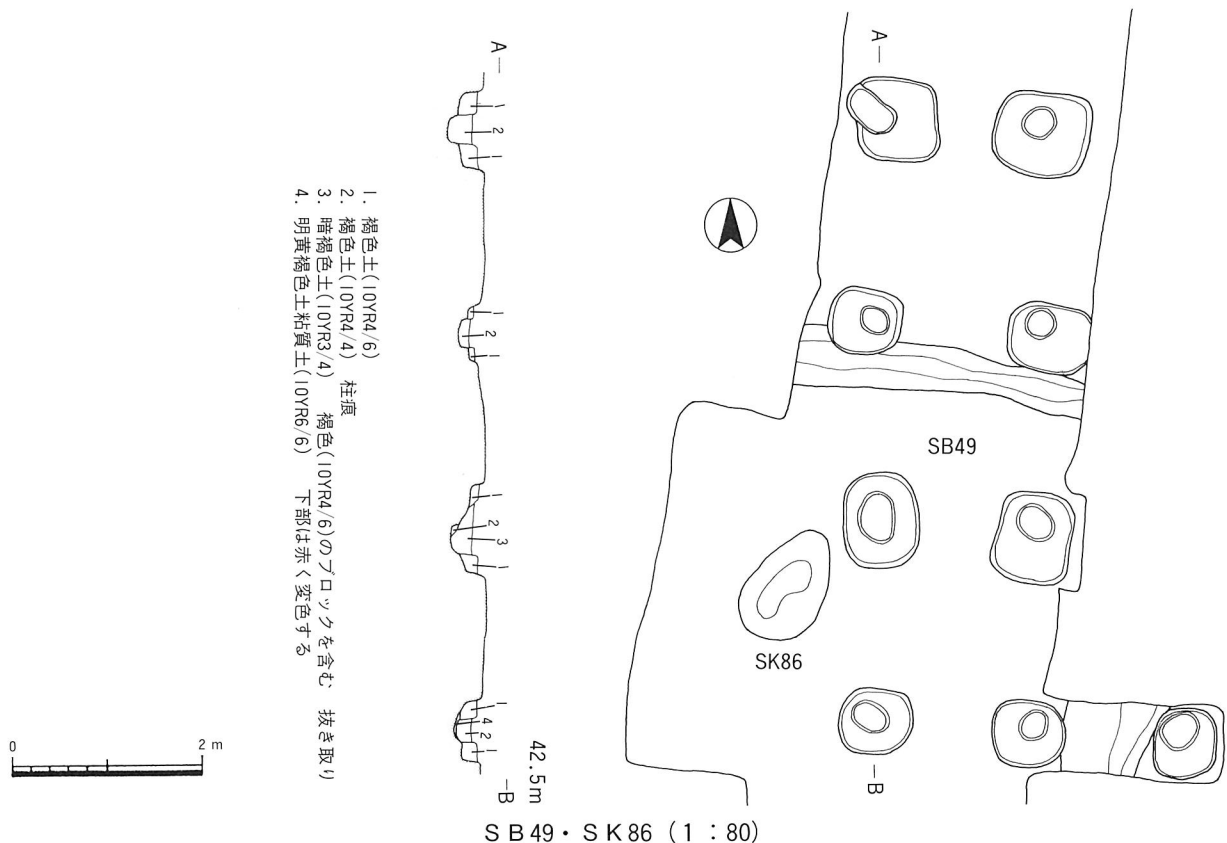 A
A
1
2
1
1
2
1
1
2
3
1
1
4
2
1
42.5m
B
B
1. 褐色土(10YR4/6)
2. 褐色土(10YR4/4) 柱痕
3. 暗褐色土(10YR3/4) 褐色(10YR4/6)のブロックを含む 抜き取り
4. 明黄褐色土粘質土(10YR6/6) 下部は赤く変色する
SB49
SK86
0 2 m
SB49・SK86 (1:80)